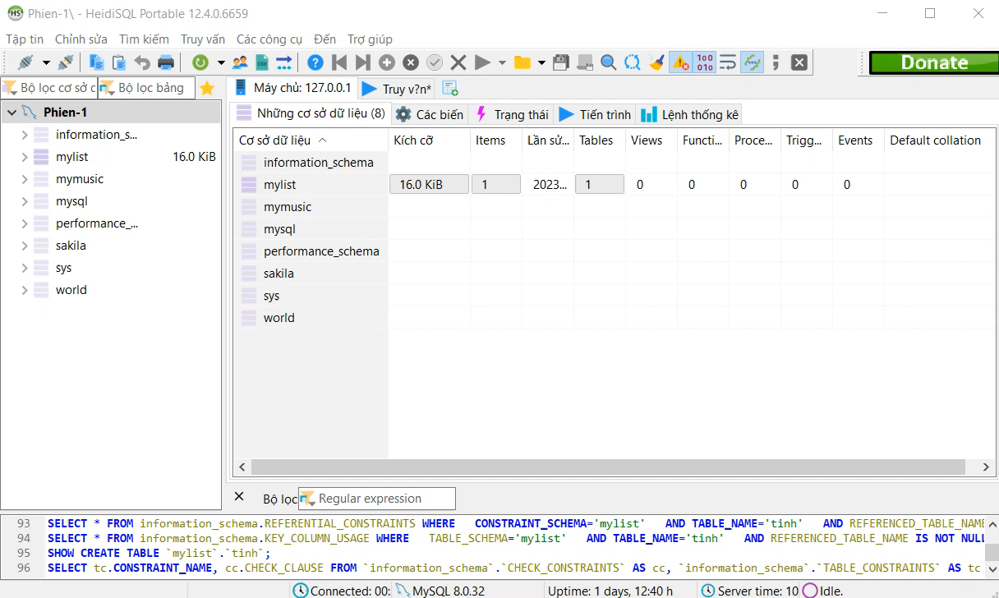 Phien-1\ - HeidiSQL Portable 12.4.0.6659
Tập tin Chỉnh sửa Tìm kiếm Truy vấn Các công cụ Đến Trợ giúp
Donate
Bộ lọc cơ sở c Bộ lọc bảng
Máy chủ: 127.0.0.1 Truy v?n*
Phien-1
information_s...
mylist 16.0 KiB
mymusic
mysql
performance_...
sakila
sys
world
Những cơ sở dữ liệu (8) Các biến Trạng thái Tiến trình Lệnh thống kê
Cơ sở dữ liệu Kích cỡ Items Lần sử... Tables Views Functi... Proce... Trigg... Events Default collation
information_schema
mylist 16.0 KiB 1 2023... 1 0 0 0 0 0
mymusic
mysql
performance_schema
sakila
sys
world
Bộ lọc Regular expression
93 SELECT * FROM information_schema.REFERENTIAL_CONSTRAINTS WHERE CONSTRAINT_SCHEMA='mylist' AND TABLE_NAME='tinh' AND REFERENCED_TABLE_NAME
94 SELECT * FROM information_schema.KEY_COLUMN_USAGE WHERE TABLE_SCHEMA='mylist' AND TABLE_NAME='tinh' AND REFERENCED_TABLE_NAME IS NOT NULL
95 SHOW CREATE TABLE `mylist`.`tinh`;
96 SELECT tc.CONSTRAINT_NAME, cc.CHECK_CLAUSE FROM `information_schema`.`CHECK_CONSTRAINTS` AS cc, `information_schema`.`TABLE_CONSTRAINTS` AS tc
Connected: 00: MySQL 8.0.32 Uptime: 1 days, 12:40 h Server time: 10 Idle.